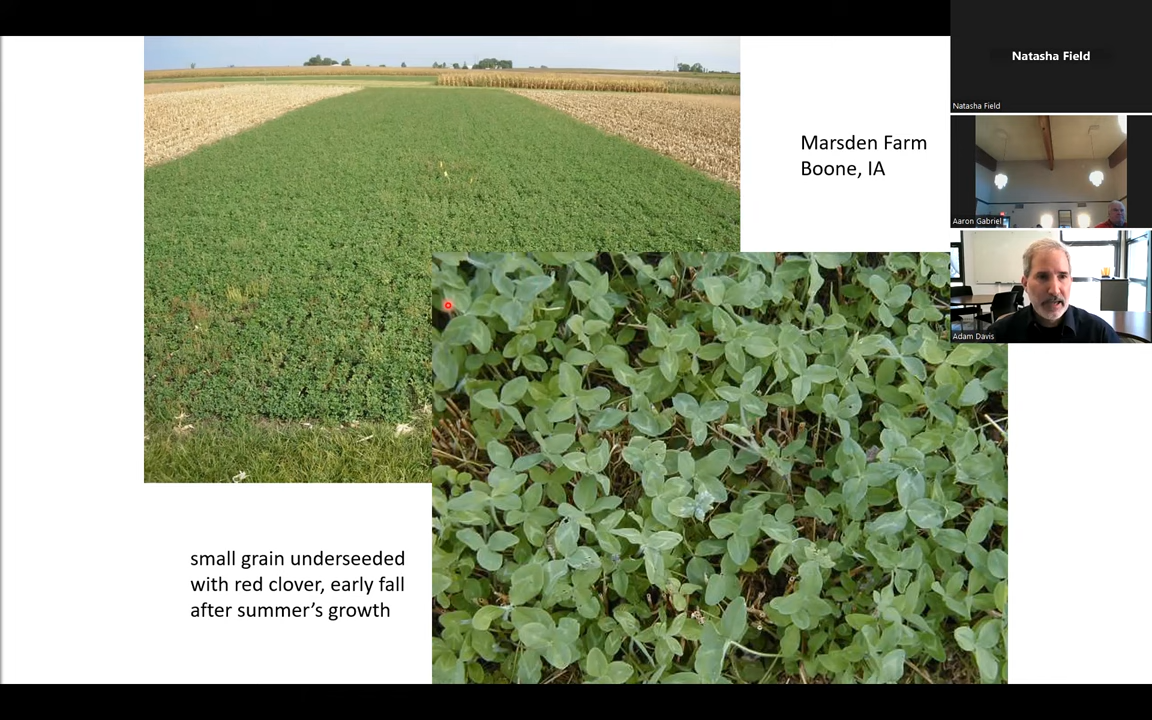 Natasha Field
Natasha Field
Marsden Farm
Boone, IA
Aaron Gabriel
Adam Davis
small grain underseeded
with red clover, early fall
after summer's growth